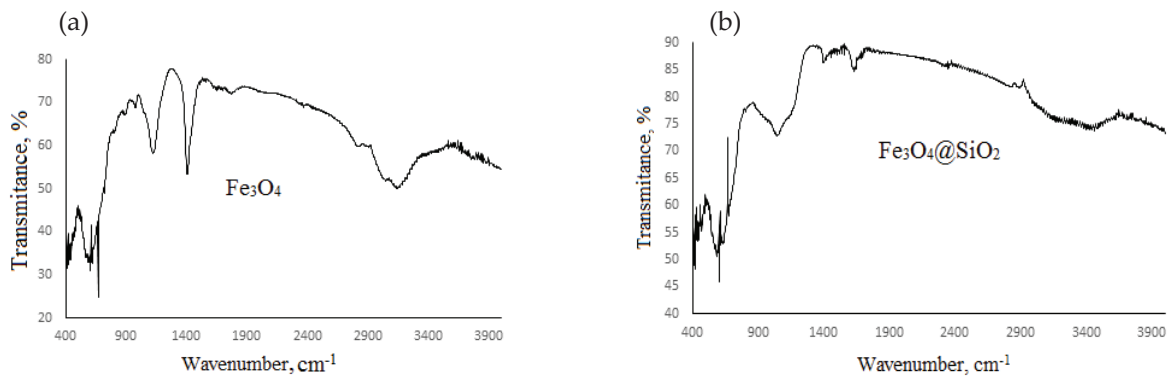 (a)
80
70
60
50
40
30
20
Transmitance, %
Fe₃O₄
400 900 1400 1900 2400 2900 3400 3900
Wavenumber, cm⁻¹
(b)
90
85
80
75
70
65
60
55
50
45
40
Transmitance, %
Fe₃O₄@SiO₂
400 900 1400 1900 2400 2900 3400 3900
Wavenumber, cm⁻¹